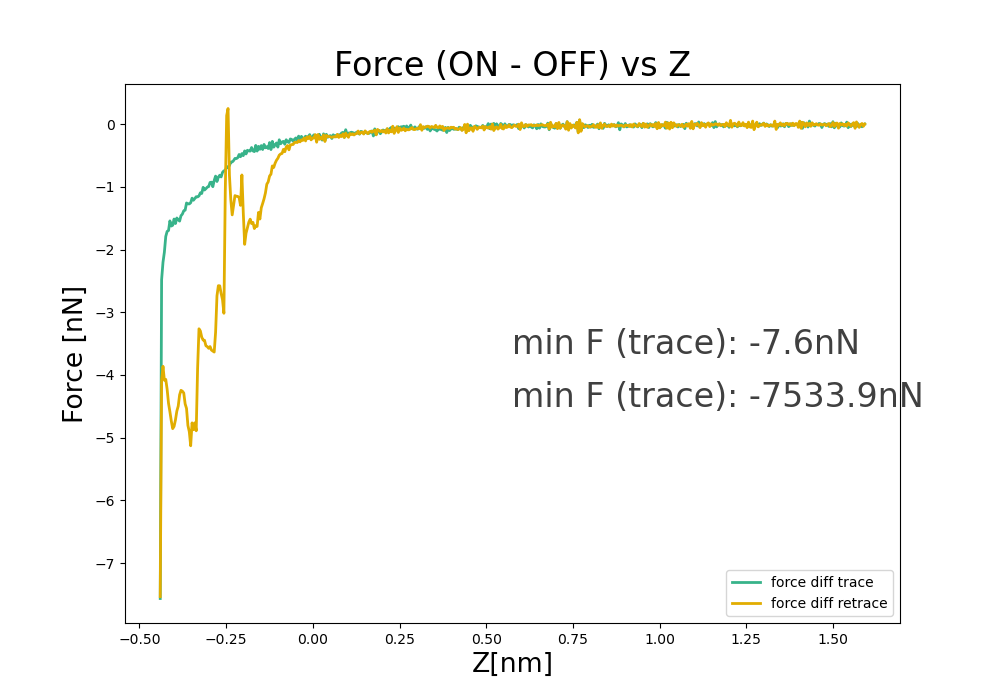 Force (ON - OFF) vs Z
Force [nN]
0
−1
−2
−3
−4
−5
−6
−7
min F (trace): -7.6nN
min F (trace): -7533.9nN
force diff trace
force diff retrace
−0.50 −0.25 0.00 0.25 0.50 0.75 1.00 1.25 1.50
Z[nm]